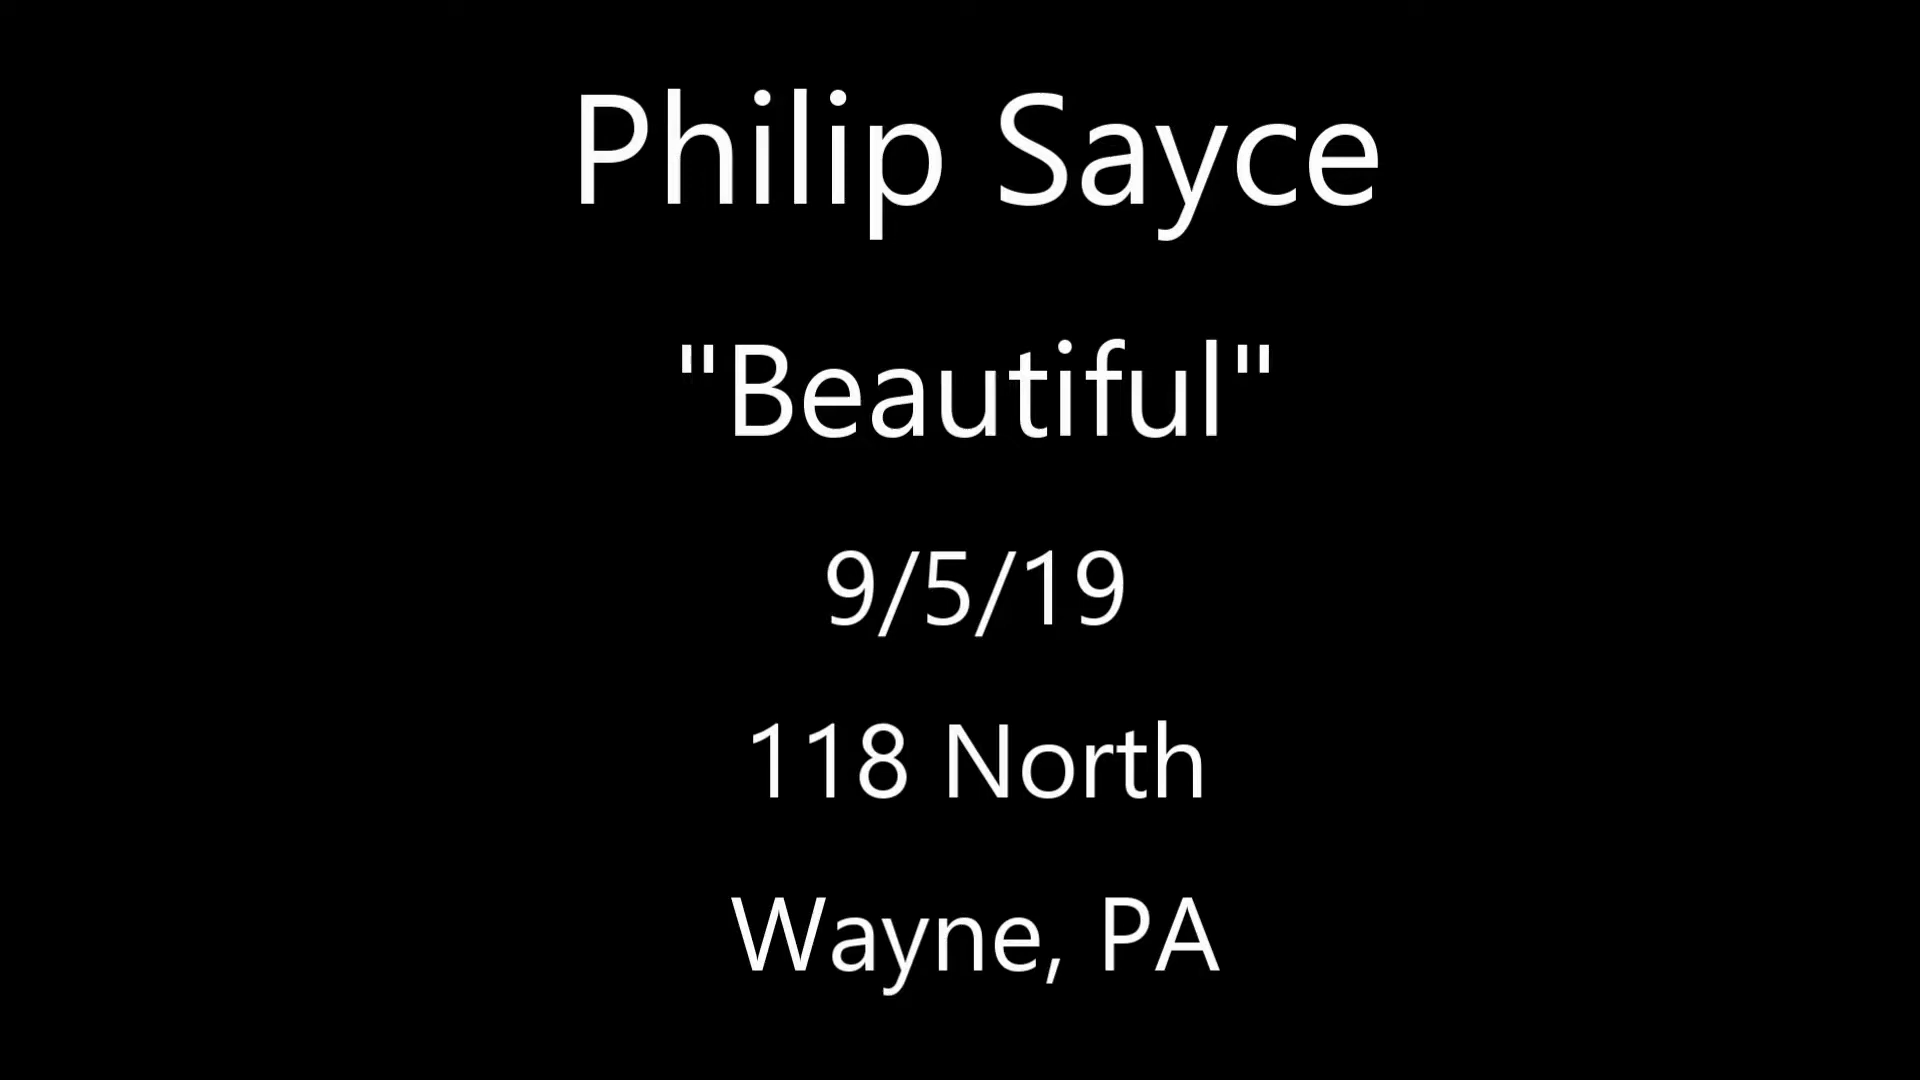 Philip Sayce
"Beautiful"
9/5/19
118 North
Wayne, PA